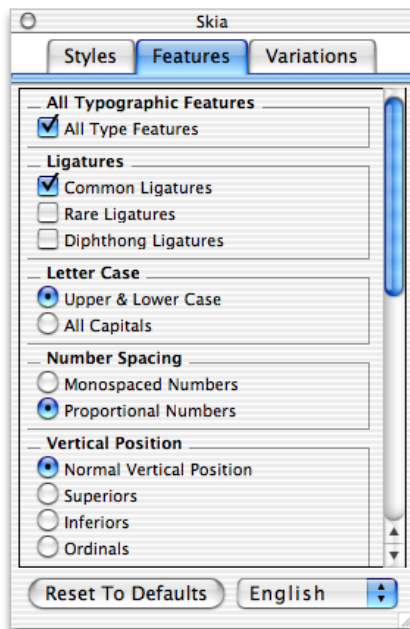 Skia
Styles Features Variations
All Typographic Features
All Type Features
Ligatures
Common Ligatures
Rare Ligatures
Diphthong Ligatures
Letter Case
Upper & Lower Case
All Capitals
Number Spacing
Monospaced Numbers
Proportional Numbers
Vertical Position
Normal Vertical Position
Superiors
Inferiors
Ordinals
Reset To Defaults English